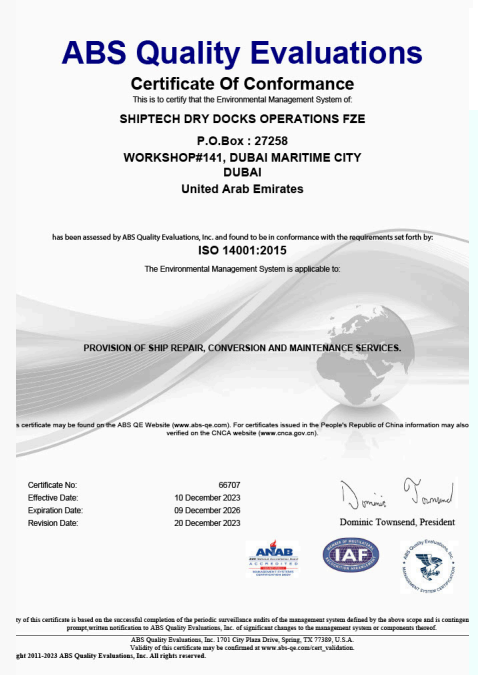 ABS Quality Evaluations
Certificate Of Conformance
This is to certify that the Environmental Management System of:
SHIPTECH DRY DOCKS OPERATIONS FZE
P.O.Box : 27258
WORKSHOP#141, DUBAI MARITIME CITY
DUBAI
United Arab Emirates
has been assessed by ABS Quality Evaluations, Inc. and found to be in conformance with the requirements set forth by:
ISO 14001:2015
The Environmental Management System is applicable to:
PROVISION OF SHIP REPAIR, CONVERSION AND MAINTENANCE SERVICES.
s certificate may be found on the ABS QE Website (www.abs-qe.com). For certificates issued in the People's Republic of China information may also
verified on the CNCA website (www.cnca.gov.cn).
Certificate No: 66707
Effective Date: 10 December 2023
Expiration Date: 09 December 2026
Revision Date: 20 December 2023
Dominic Townsend
Dominic Townsend, President
ANAB
ACCREDITED
IAF
ABS Quality Evaluations, Inc.
MANAGEMENT SYSTEM CERTIFICATION
ty of this certificate is based on the successful completion of the periodic surveillance audits of the management system defined by the above scope and is contingen
prompt,written notification to ABS Quality Evaluations, Inc. of significant changes to the management system or components thereof.
ABS Quality Evaluations, Inc. 1701 City Plaza Drive, Spring, TX 77389, U.S.A.
Validity of this certificate may be confirmed at www.abs-qe.com/cert_validation.
ght 2011-2023 ABS Quality Evaluations, Inc. All rights reserved.